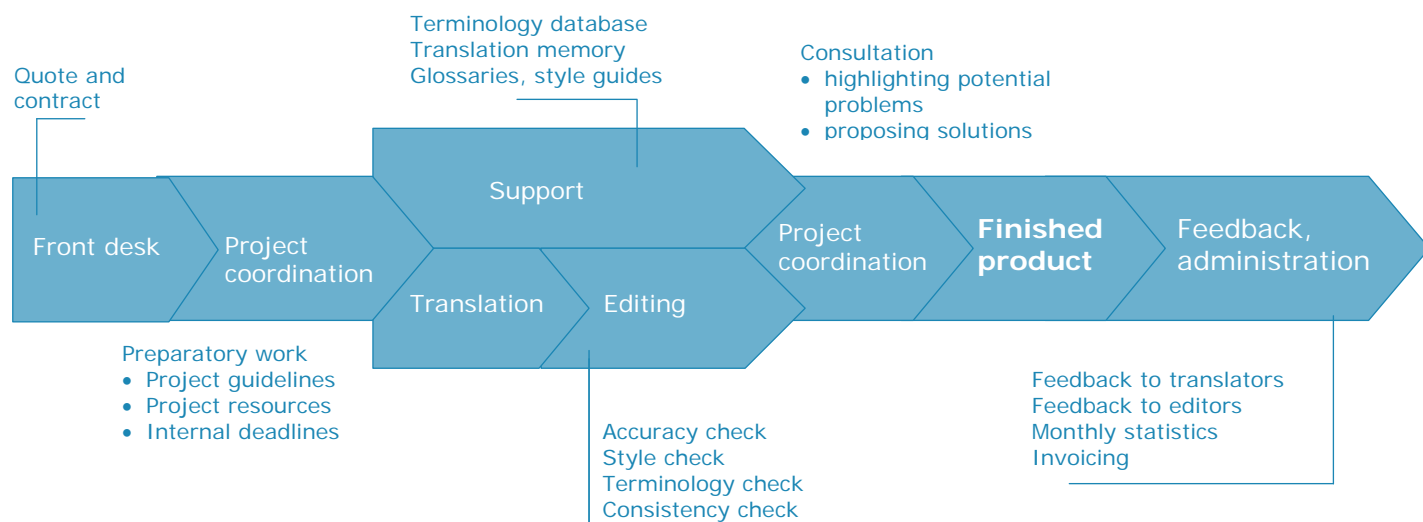 Terminology database
Translation memory
Glossaries, style guides
Consultation
• highlighting potential
problems
• proposing solutions
Quote and
contract
Support
Front desk
Project
coordination
Translation
Editing
Project
coordination
Finished
product
Feedback,
administration
Preparatory work
• Project guidelines
• Project resources
• Internal deadlines
Accuracy check
Style check
Terminology check
Consistency check
Feedback to translators
Feedback to editors
Monthly statistics
Invoicing